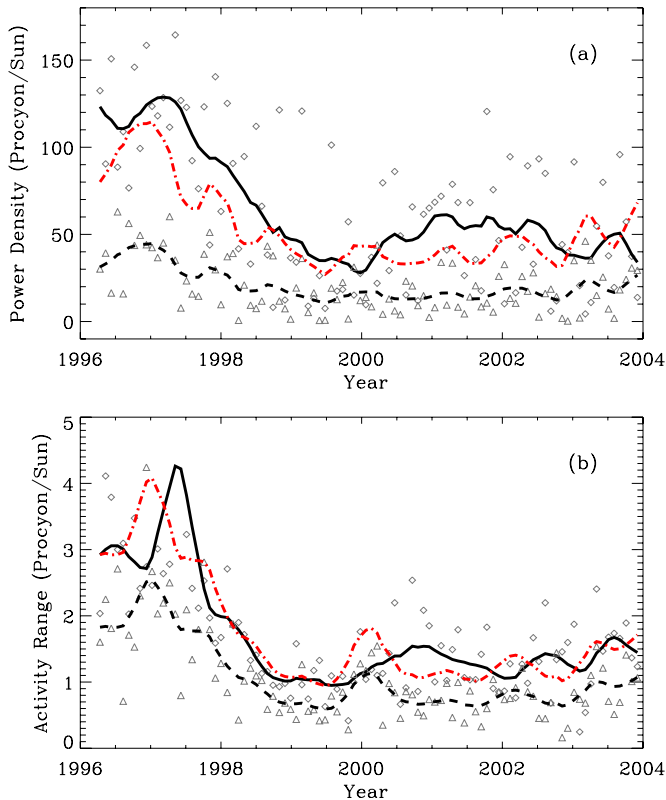 (a)
Power Density (Procyon/Sun)
150
100
50
0
1996 1998 2000 2002 2004
Year
(b)
Activity Range (Procyon/Sun)
5
4
3
2
1
0
1996 1998 2000 2002 2004
Year